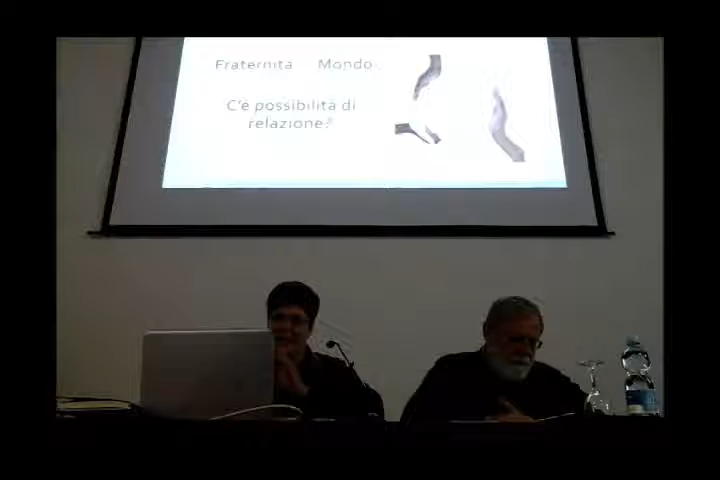 Fraternità Mondo.
C'è possibilità di
relazione?